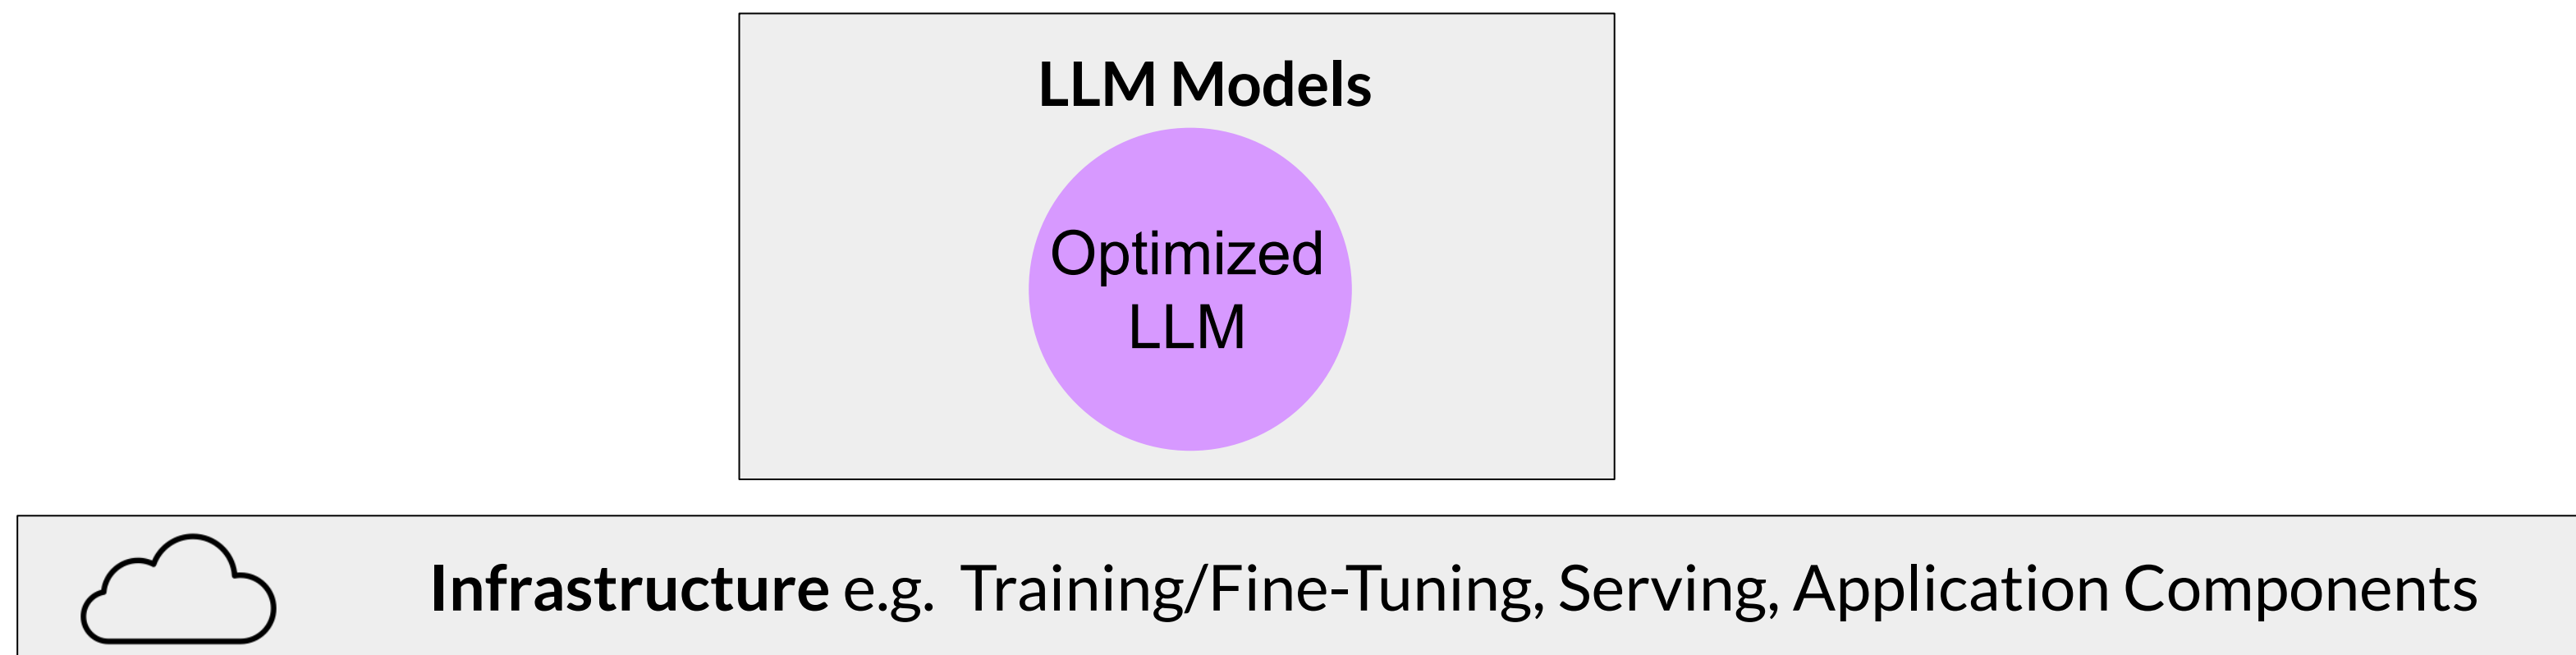 LLM Models
Optimized
LLM
Infrastructure e.g. Training/Fine-Tuning, Serving, Application Components